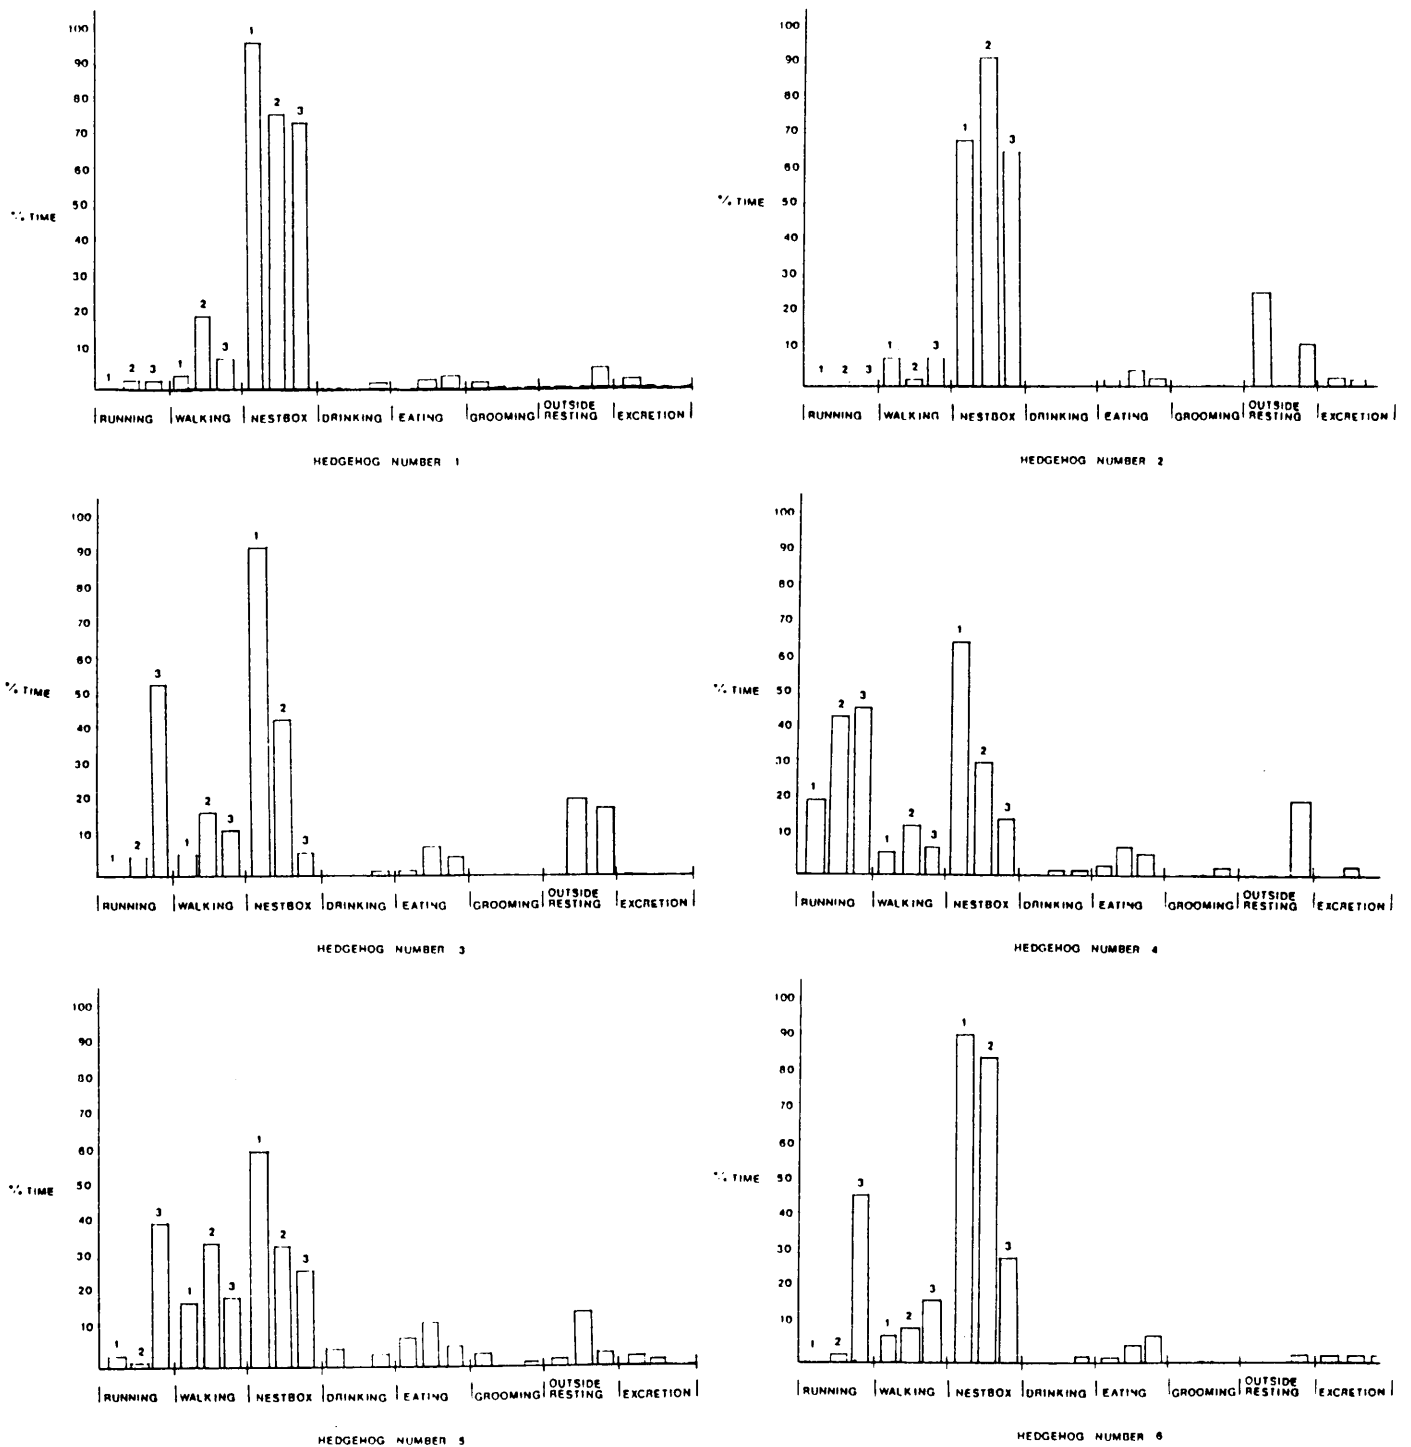 100
90
80
70
60
50
40
30
20
10
% TIME
1 2 3 1 2 3 1 2 3
RUNNING WALKING NESTBOX DRINKING EATING GROOMING OUTSIDE RESTING EXCRETION
HEDGEHOG NUMBER 1
100
90
80
70
60
50
40
30
20
10
% TIME
1 2 3 1 2 3 1 2 3
RUNNING WALKING NESTBOX DRINKING EATING GROOMING OUTSIDE RESTING EXCRETION
HEDGEHOG NUMBER 2
100
90
80
70
60
50
40
30
20
10
% TIME
1 2 3 1 2 3 1 2 3
RUNNING WALKING NESTBOX DRINKING EATING GROOMING OUTSIDE RESTING EXCRETION
HEDGEHOG NUMBER 3
100
90
80
70
60
50
40
30
20
10
% TIME
1 2 3 1 2 3 1 2 3
RUNNING WALKING NESTBOX DRINKING EATING GROOMING OUTSIDE RESTING EXCRETION
HEDGEHOG NUMBER 4
100
90
80
70
60
50
40
30
20
10
% TIME
1 2 3 1 2 3 1 2 3
RUNNING WALKING NESTBOX DRINKING EATING GROOMING OUTSIDE RESTING EXCRETION
HEDGEHOG NUMBER 5
100
90
80
70
60
50
40
30
20
10
% TIME
1 2 3 1 2 3 1 2 3
RUNNING WALKING NESTBOX DRINKING EATING GROOMING OUTSIDE RESTING EXCRETION
HEDGEHOG NUMBER 6